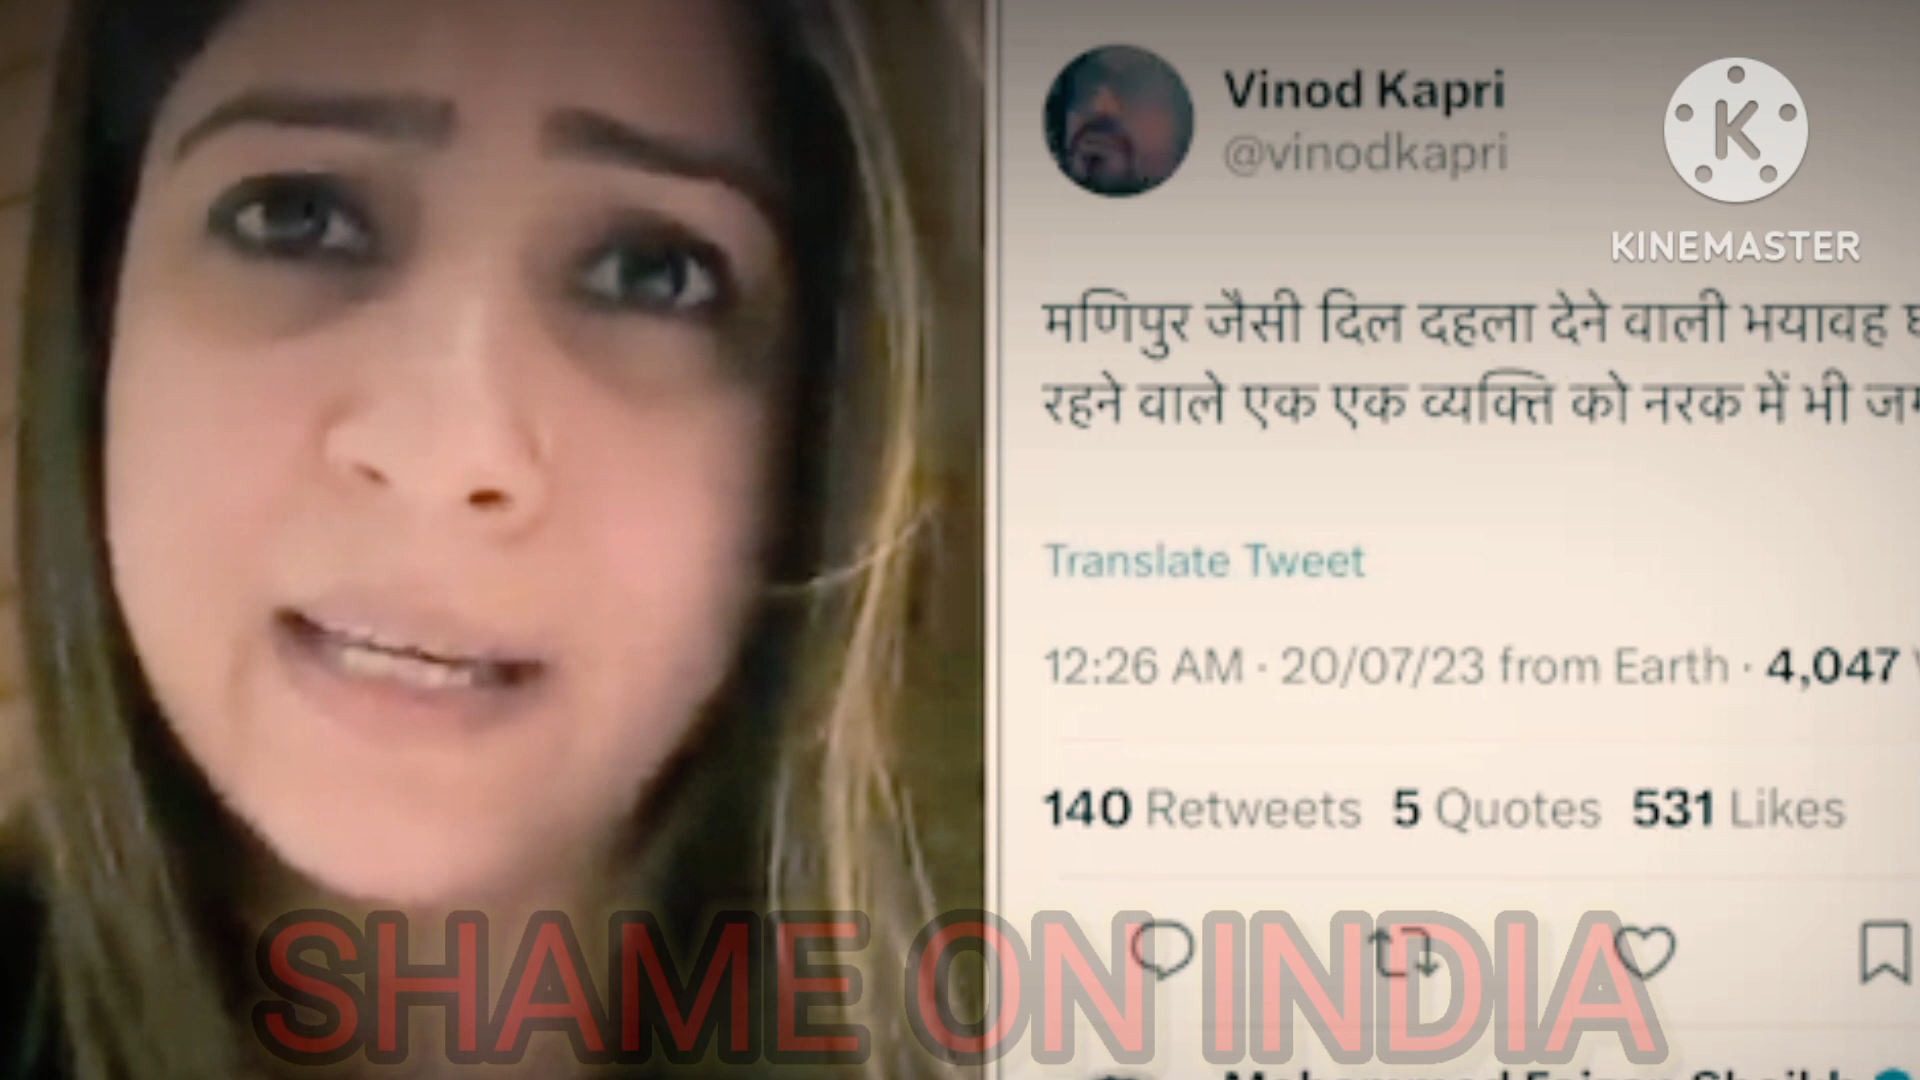 Vinod Kapri
@vinodkapri
KINEMASTER
मणिपुर जैसी दिल दहला देने वाली भयावह
रहने वाले एक एक व्यक्ति को नरक में भी
Translate Tweet
12:26 AM · 20/07/23 from Earth · 4,047
140 Retweets 5 Quotes 531 Likes
SHAME ON INDIA